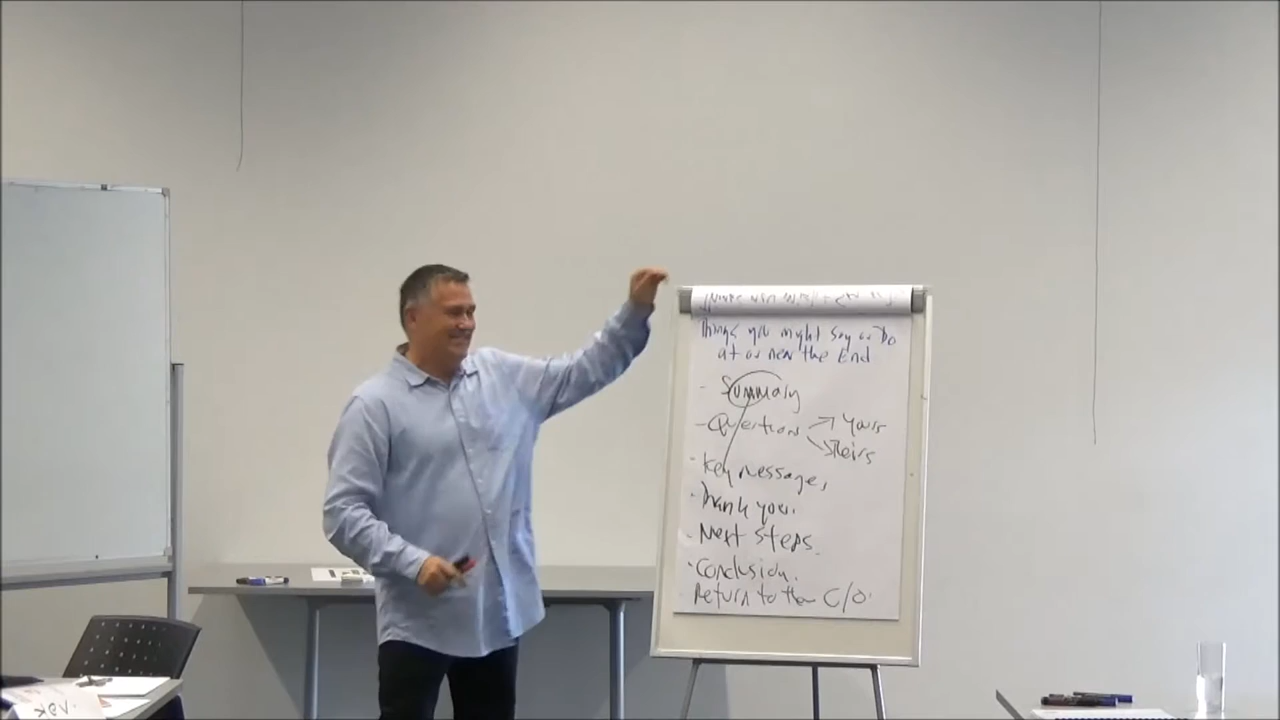 Things you might say or Do
at or near the End
- Summary
- Questions → Yours
→ Theirs
· Key messages,
· Thank you.
· Next steps.
· Conclusion.
Return to the C/O.